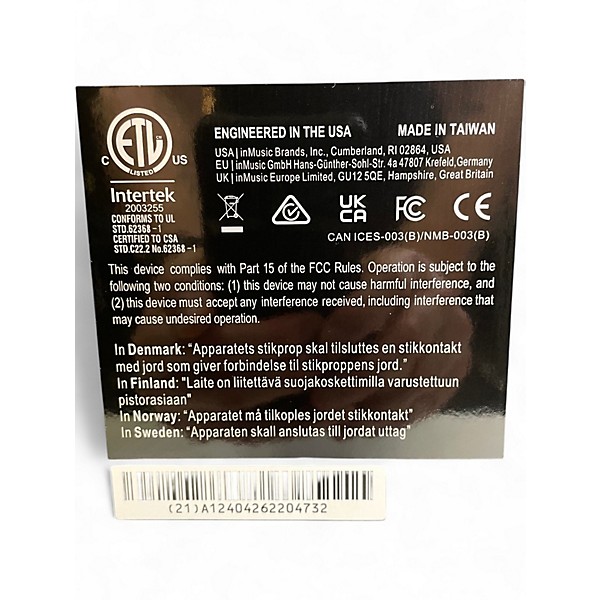 ENGINEERED IN THE USA MADE IN TAIWAN
USA | inMusic Brands, Inc., Cumberland, RI 02864, USA
EU | inMusic GmbH Hans-Günther-Sohl-Str. 4a 47807 Krefeld,Germany
UK | inMusic Europe Limited, GU12 5QE, Hampshire, Great Britain
C ETL CM US
LISTED
Intertek
2003255
CONFORMS TO UL
STD.62368 -1
CERTIFIED TO CSA
STD.C22.2 No.62368 -1
UK CA FC CE
CAN ICES-003(B)/NMB-003(B)
This device complies with Part 15 of the FCC Rules. Operation is subject to the
following two conditions: (1) this device may not cause harmful interference, and
(2) this device must accept any interference received, including interference that
may cause undesired operation.
In Denmark: “Apparatets stikprop skal tilsluttes en stikkontakt
med jord som giver forbindelse til stikproppens jord.”
In Finland: "Laite on liitettävä suojakoskettimilla varustettuun
pistorasiaan"
In Norway: “Apparatet må tilkoples jordet stikkontakt”
In Sweden: “Apparaten skall anslutas till jordat uttag”
(21)A12404262204732